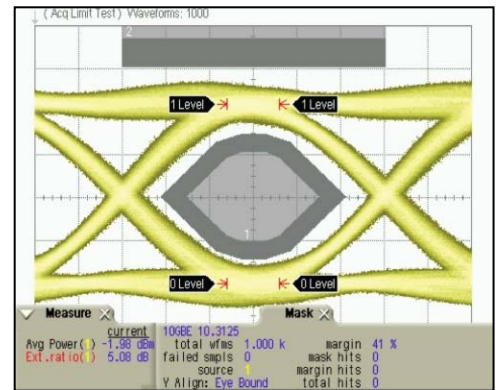 ( Acq Limit Test ) Waveforms: 1000
2
1 Level 1 Level
1
0 Level 0 Level
Measure Mask
current 10GBE 10.3125
Avg Power(1) -1.98 dBm total wfms 1.000 k margin 41 %
Ext.ratio(1) 5.08 dB failed smpls 0 mask hits 0
source 1 margin hits 0
Y Align: Eye Bound total hits 0